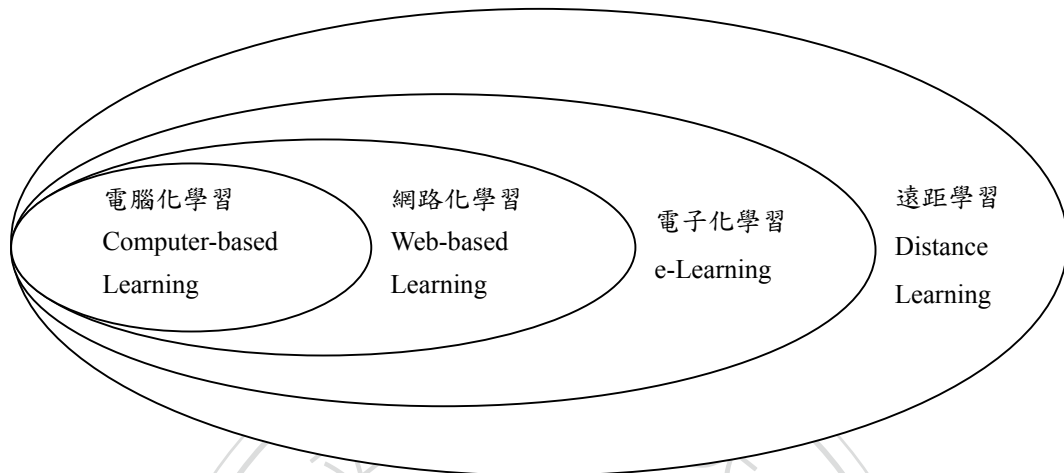 電腦化學習
Computer-based
Learning
網路化學習
Web-based
Learning
電子化學習
e-Learning
遠距學習
Distance
Learning